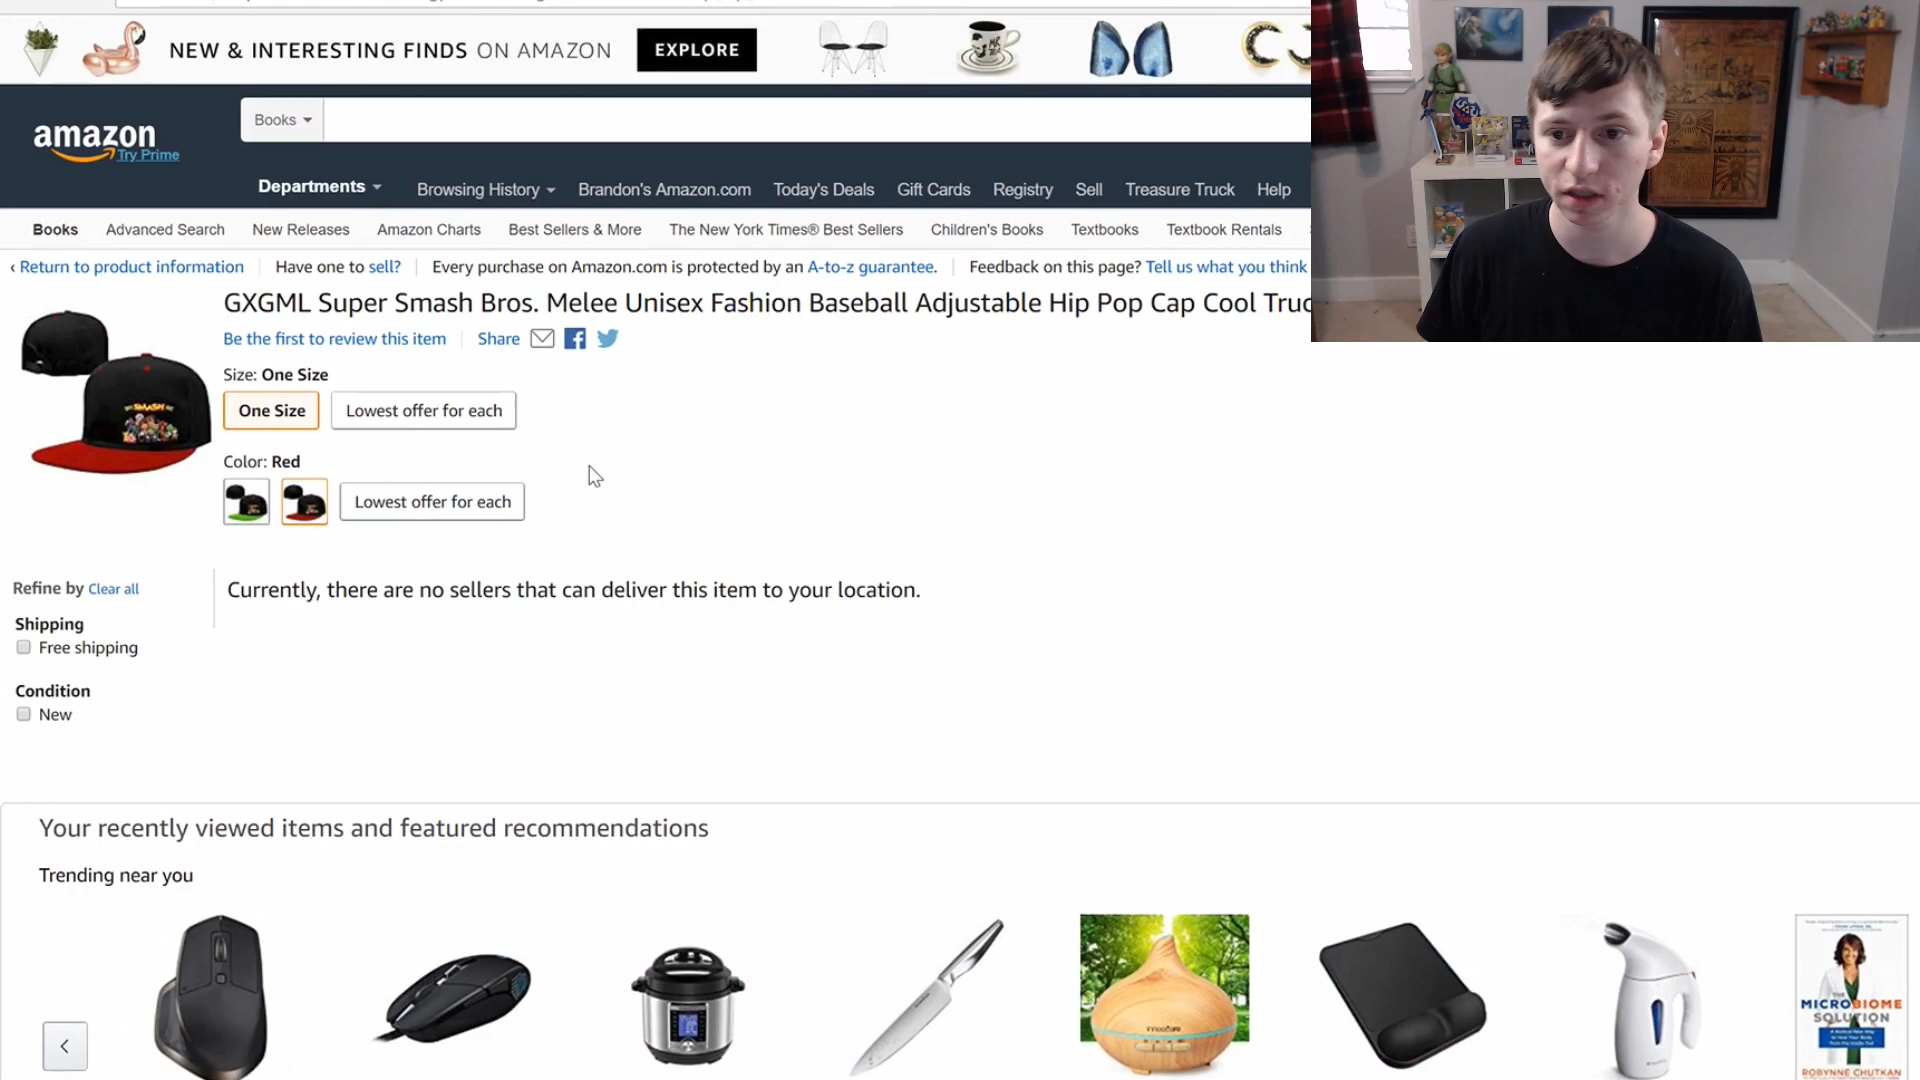 NEW & INTERESTING FINDS ON AMAZON
EXPLORE
Books
amazon
Try Prime
Departments
Browsing History
Brandon's Amazon.com
Today's Deals
Gift Cards
Registry
Sell
Treasure Truck
Help
Books
Advanced Search
New Releases
Amazon Charts
Best Sellers & More
The New York Times® Best Sellers
Children's Books
Textbooks
Textbook Rentals
‹ Return to product information
Have one to sell?
Every purchase on Amazon.com is protected by an A-to-z guarantee.
Feedback on this page? Tell us what you think
GXGML Super Smash Bros. Melee Unisex Fashion Baseball Adjustable Hip Pop Cap Cool Truc
Be the first to review this item
Share
Size: One Size
One Size
Lowest offer for each
SMASH
Color: Red
Lowest offer for each
Refine by Clear all
Currently, there are no sellers that can deliver this item to your location.
Shipping
Free shipping
Condition
New
Your recently viewed items and featured recommendations
Trending near you
THE
MICROBIOME
SOLUTION
ROBYNNE CHUTKAN